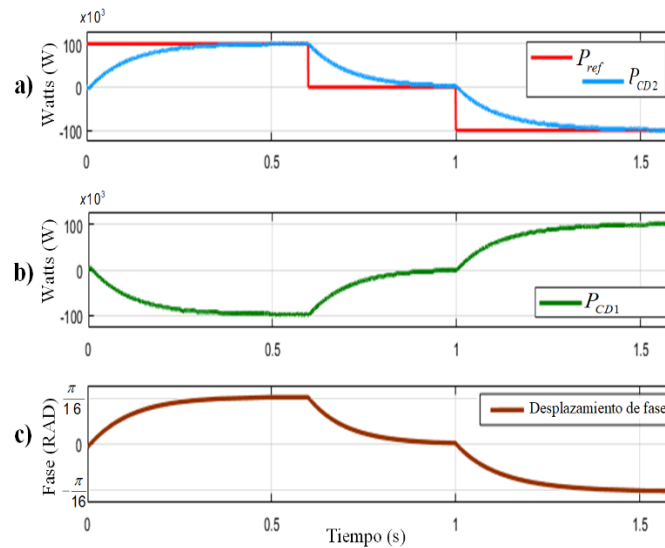 x10³
100
0
-100
a)
Watts (W)
P_ref
P_CD2
0
0.5
1
1.5
x10³
100
0
-100
b)
Watts (W)
P_CD1
0
0.5
1
1.5
π/16
0
-π/16
c)
Fase (RAD)
Desplazamiento de fase
0
0.5
1
1.5
Tiempo (s)